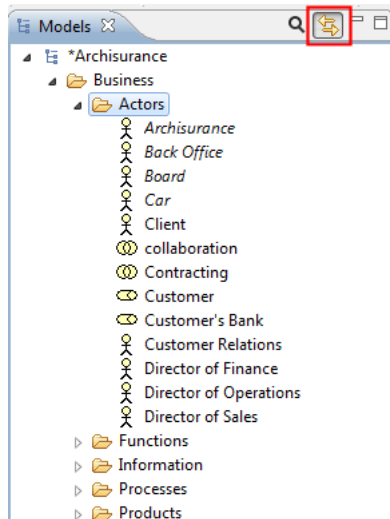 Models
*Archisurance
Business
Actors
Archisurance
Back Office
Board
Car
Client
collaboration
Contracting
Customer
Customer's Bank
Customer Relations
Director of Finance
Director of Operations
Director of Sales
Functions
Information
Processes
Products